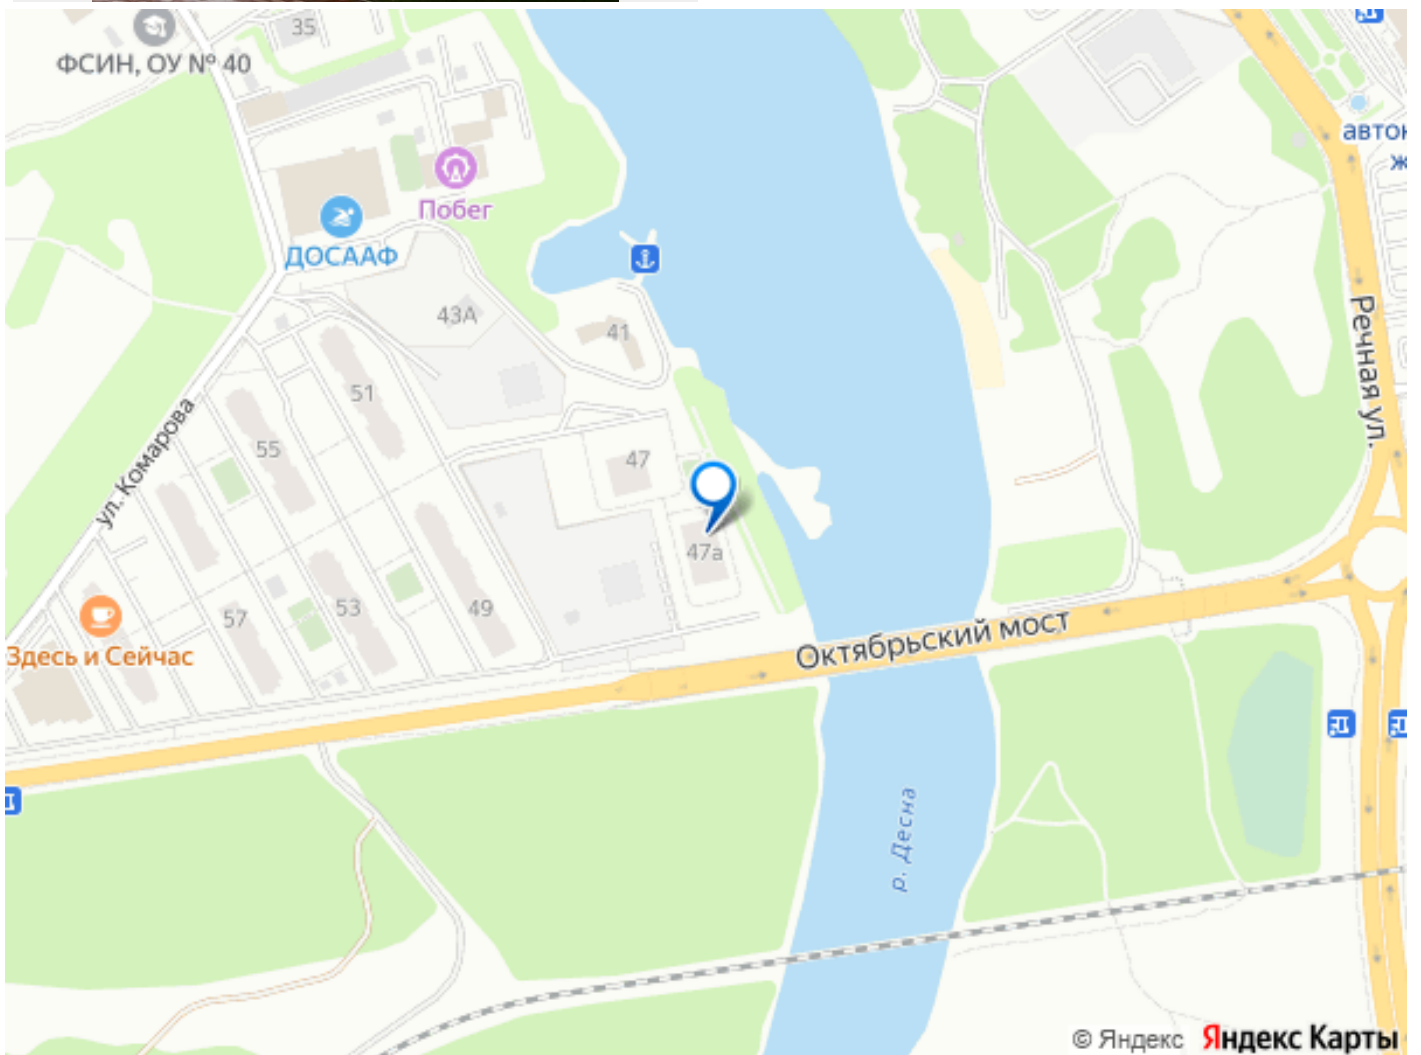 35
ФСИН, ОУ № 40
авток
ж
Побег
ДОСААФ
43А
41
Речная ул.
51
ул. Комарова
55
47
47а
57
53
49
Здесь и Сейчас
Октябрьский мост
р. Десна
© Яндекс Яндекс Карты